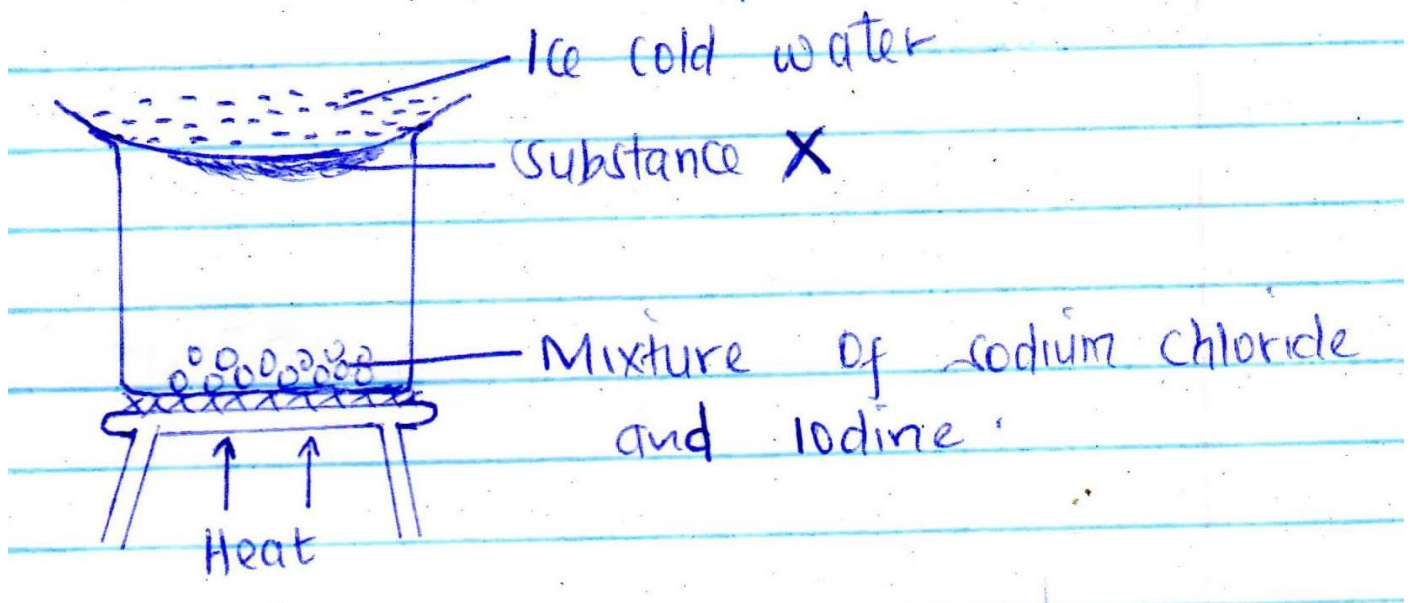 Ice cold water
Substance X
Mixture of sodium chloride
and Iodine.
Heat